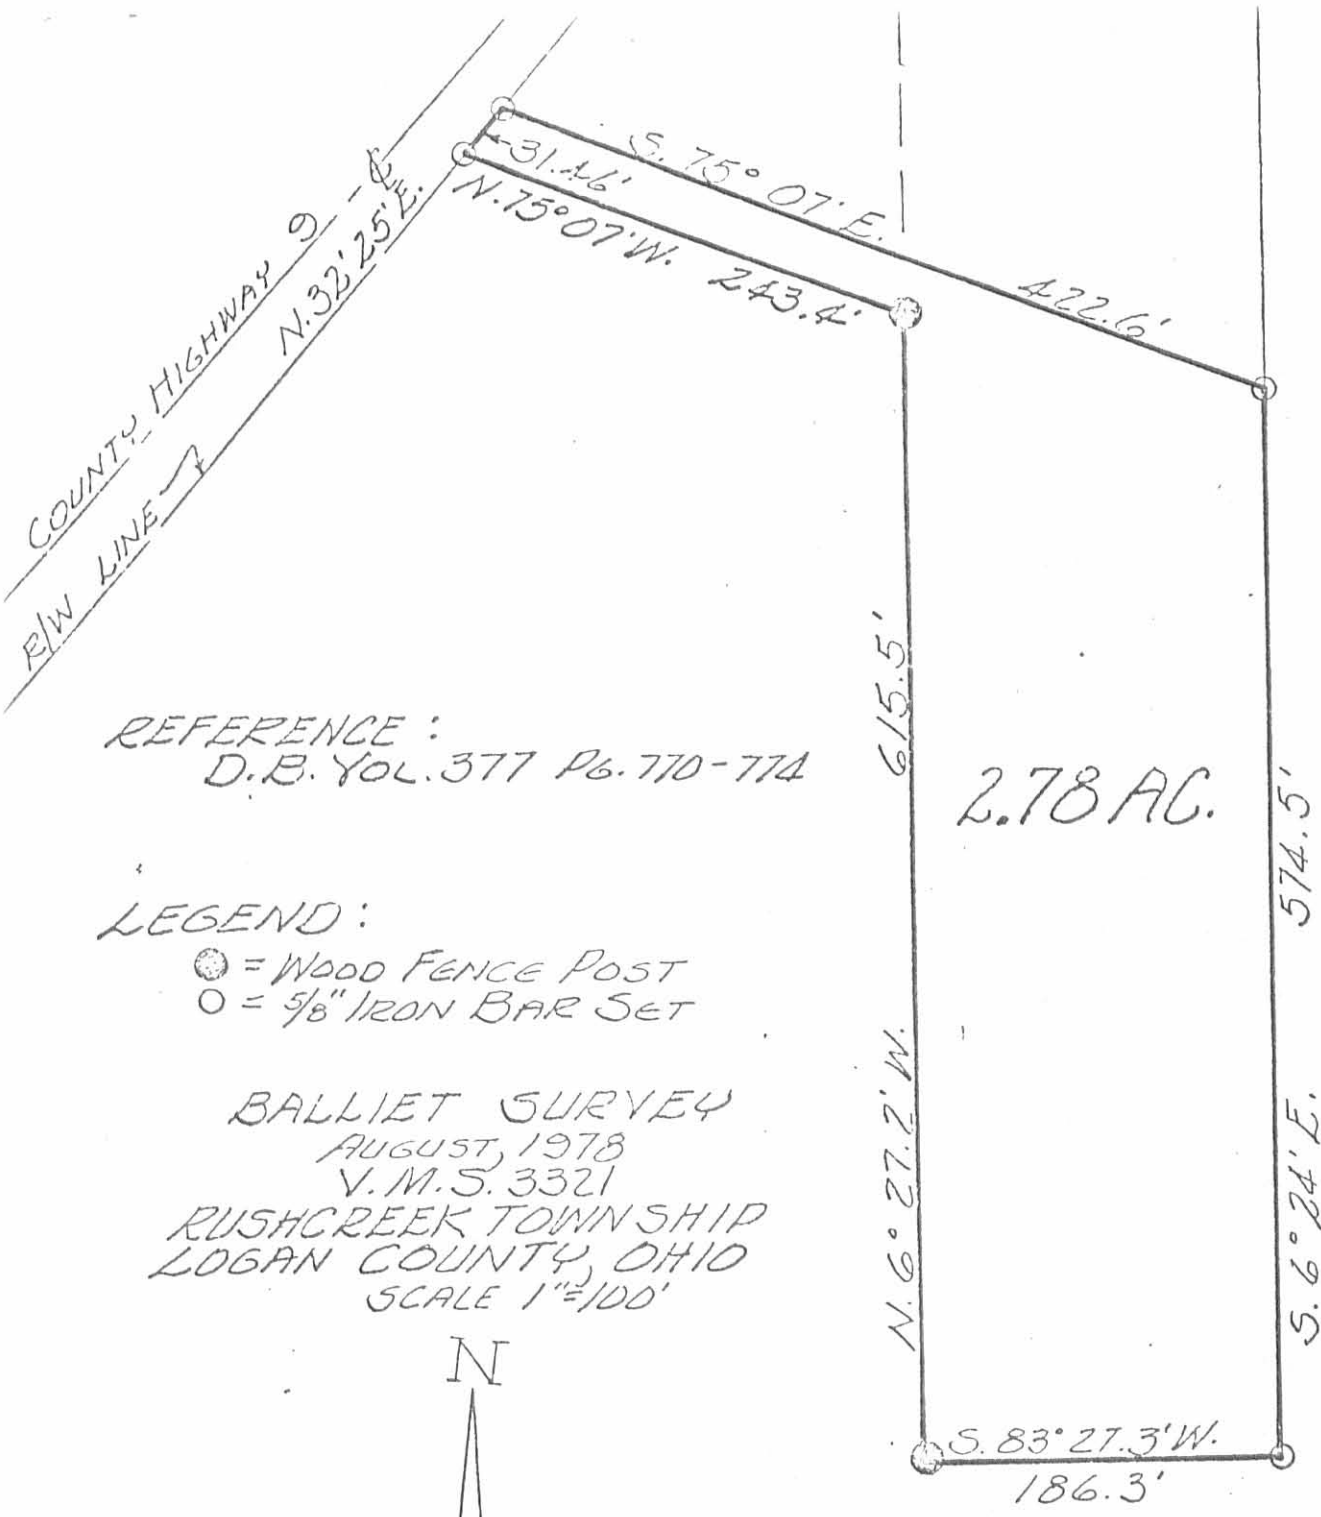 COUNTY HIGHWAY 9 - ℄
N. 32' 25' E.
R/W LINE
31.46'
S. 75° 07' E.
422.6'
N. 75° 07' W. 243.4'
615.5'
N. 6° 27.2' W.
2.78 AC.
574.5'
S. 6° 24' E.
S. 83° 27.3' W.
186.3'
REFERENCE:
D.B. VOL. 377 PG. 770-774
LEGEND:
= WOOD FENCE POST
= 5/8" IRON BAR SET
BALLIET SURVEY
AUGUST, 1978
V.M.S. 3321
RUSHCREEK TOWNSHIP
LOGAN COUNTY, OHIO
SCALE 1"=100'
N